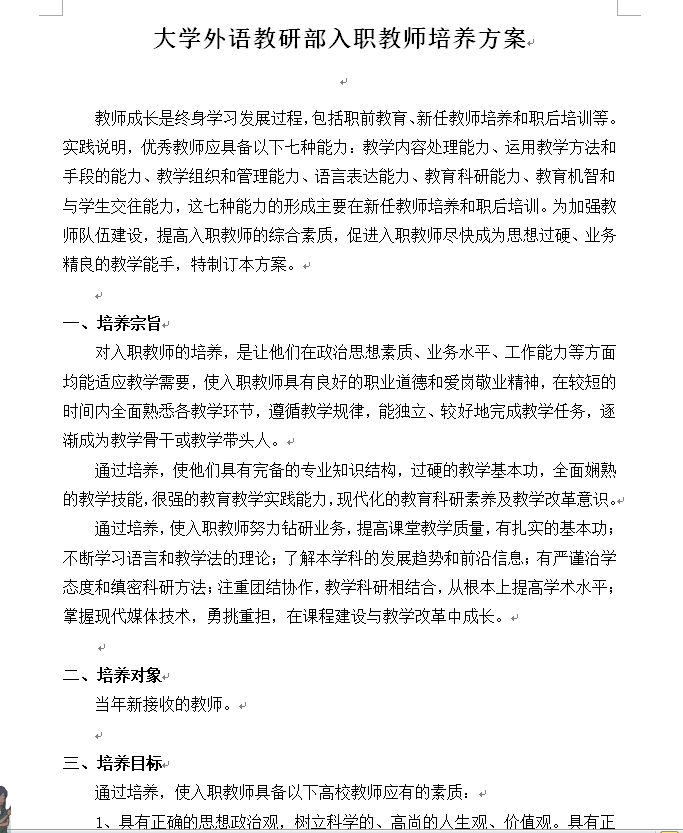 大学外语教研部入职教师培养方案
教师成长是终身学习发展过程，包括职前教育、新任教师培养和职后培训等。
实践说明，优秀教师应具备以下七种能力：教学内容处理能力、运用教学方法和
手段的能力、教学组织和管理能力、语言表达能力、教育科研能力、教育机智和
与学生交往能力，这七种能力的形成主要在新任教师培养和职后培训。为加强教
师队伍建设，提高入职教师的综合素质，促进入职教师尽快成为思想过硬、业务
精良的教学能手，特制订本方案。
一、培养宗旨
对入职教师的培养，是让他们在政治思想素质、业务水平、工作能力等方面
均能适应教学需要，使入职教师具有良好的职业道德和爱岗敬业精神，在较短的
时间内全面熟悉各教学环节，遵循教学规律，能独立、较好地完成教学任务，逐
渐成为教学骨干或教学带头人。
通过培养，使他们具有完备的专业知识结构，过硬的教学基本功，全面娴熟
的教学技能，很强的教育教学实践能力，现代化的教育科研素养及教学改革意识。
通过培养，使入职教师努力钻研业务，提高课堂教学质量，有扎实的基本功；
不断学习语言和教学法的理论；了解本学科的发展趋势和前沿信息；有严谨治学
态度和缜密科研方法；注重团结协作，教学科研相结合，从根本上提高学术水平；
掌握现代媒体技术，勇挑重担，在课程建设与教学改革中成长。
二、培养对象
当年新接收的教师。
三、培养目标
通过培养，使入职教师具备以下高校教师应有的素质：
1、具有正确的思想政治观，树立科学的、高尚的人生观、价值观。具有正